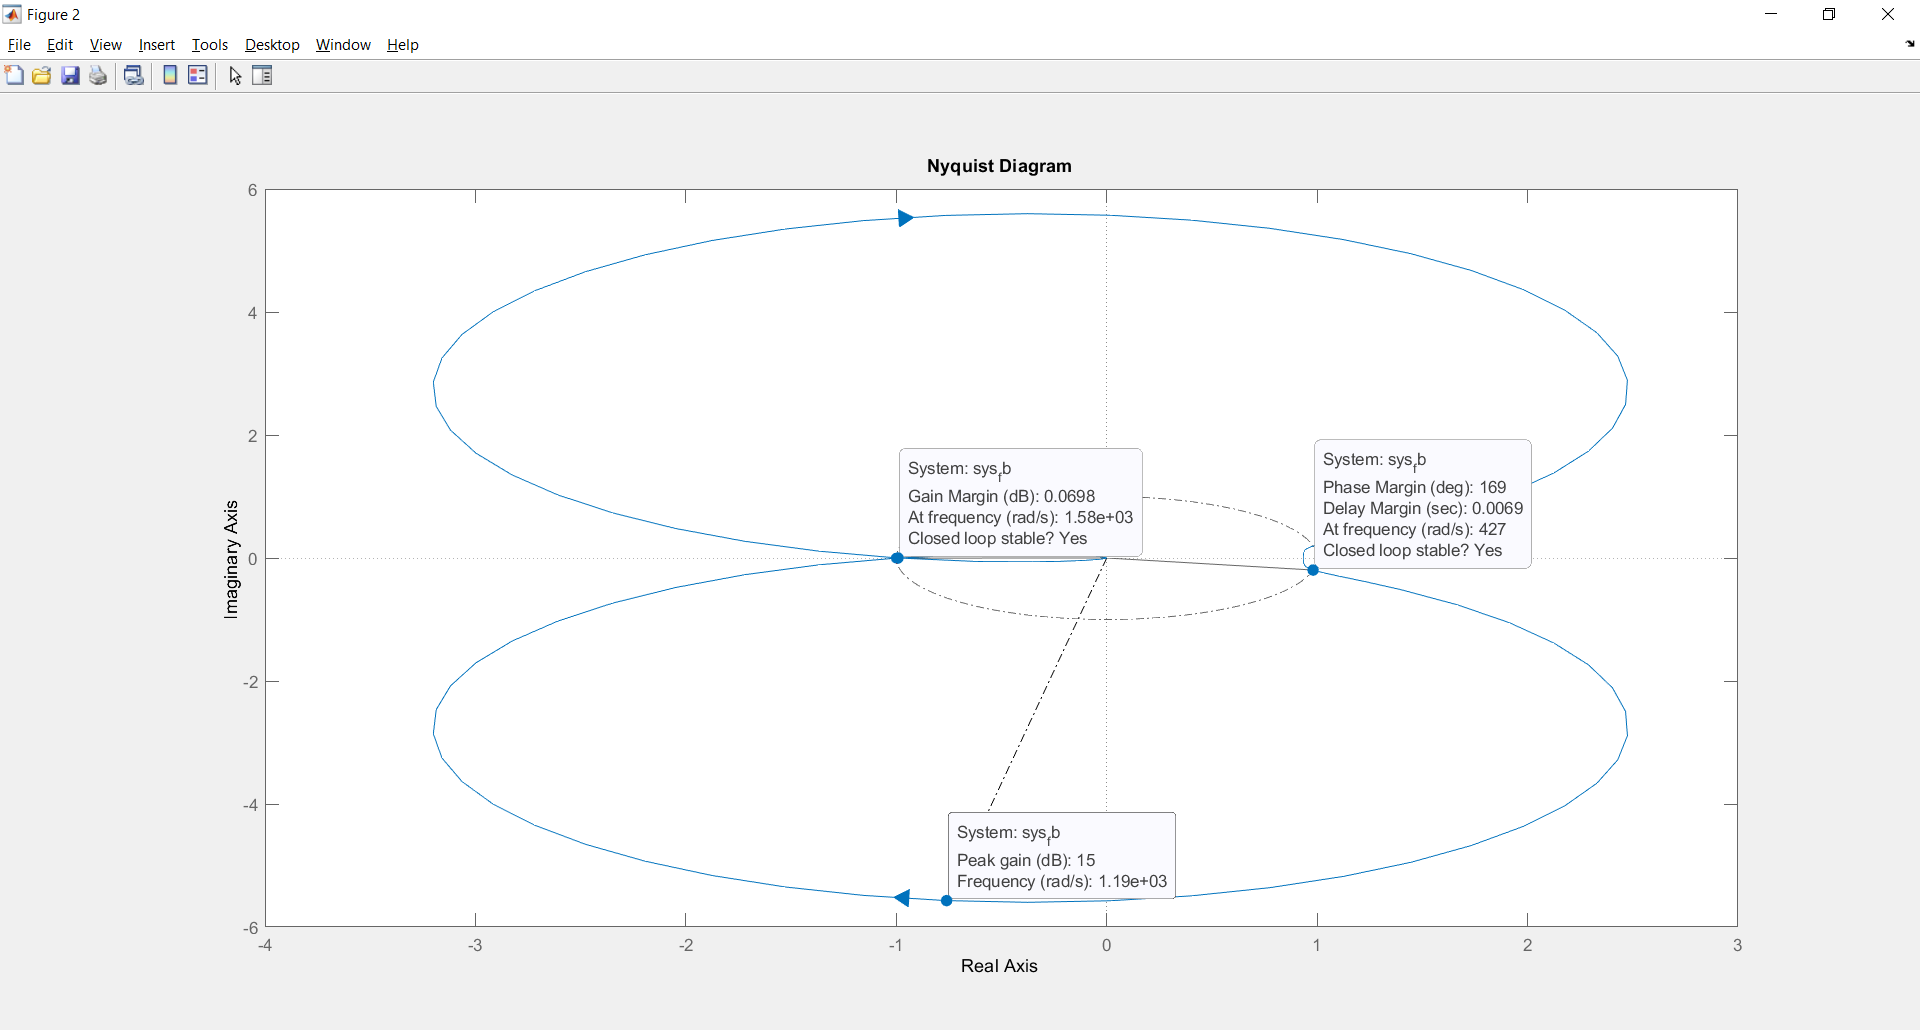 Figure 2
File Edit View Insert Tools Desktop Window Help
Nyquist Diagram
6
4
2
0
-2
-4
-6
Imaginary Axis
System: sys_fb
Gain Margin (dB): 0.0698
At frequency (rad/s): 1.58e+03
Closed loop stable? Yes
System: sys_fb
Phase Margin (deg): 169
Delay Margin (sec): 0.0069
At frequency (rad/s): 427
Closed loop stable? Yes
System: sys_fb
Peak gain (dB): 15
Frequency (rad/s): 1.19e+03
-4 -3 -2 -1 0 1 2 3
Real Axis